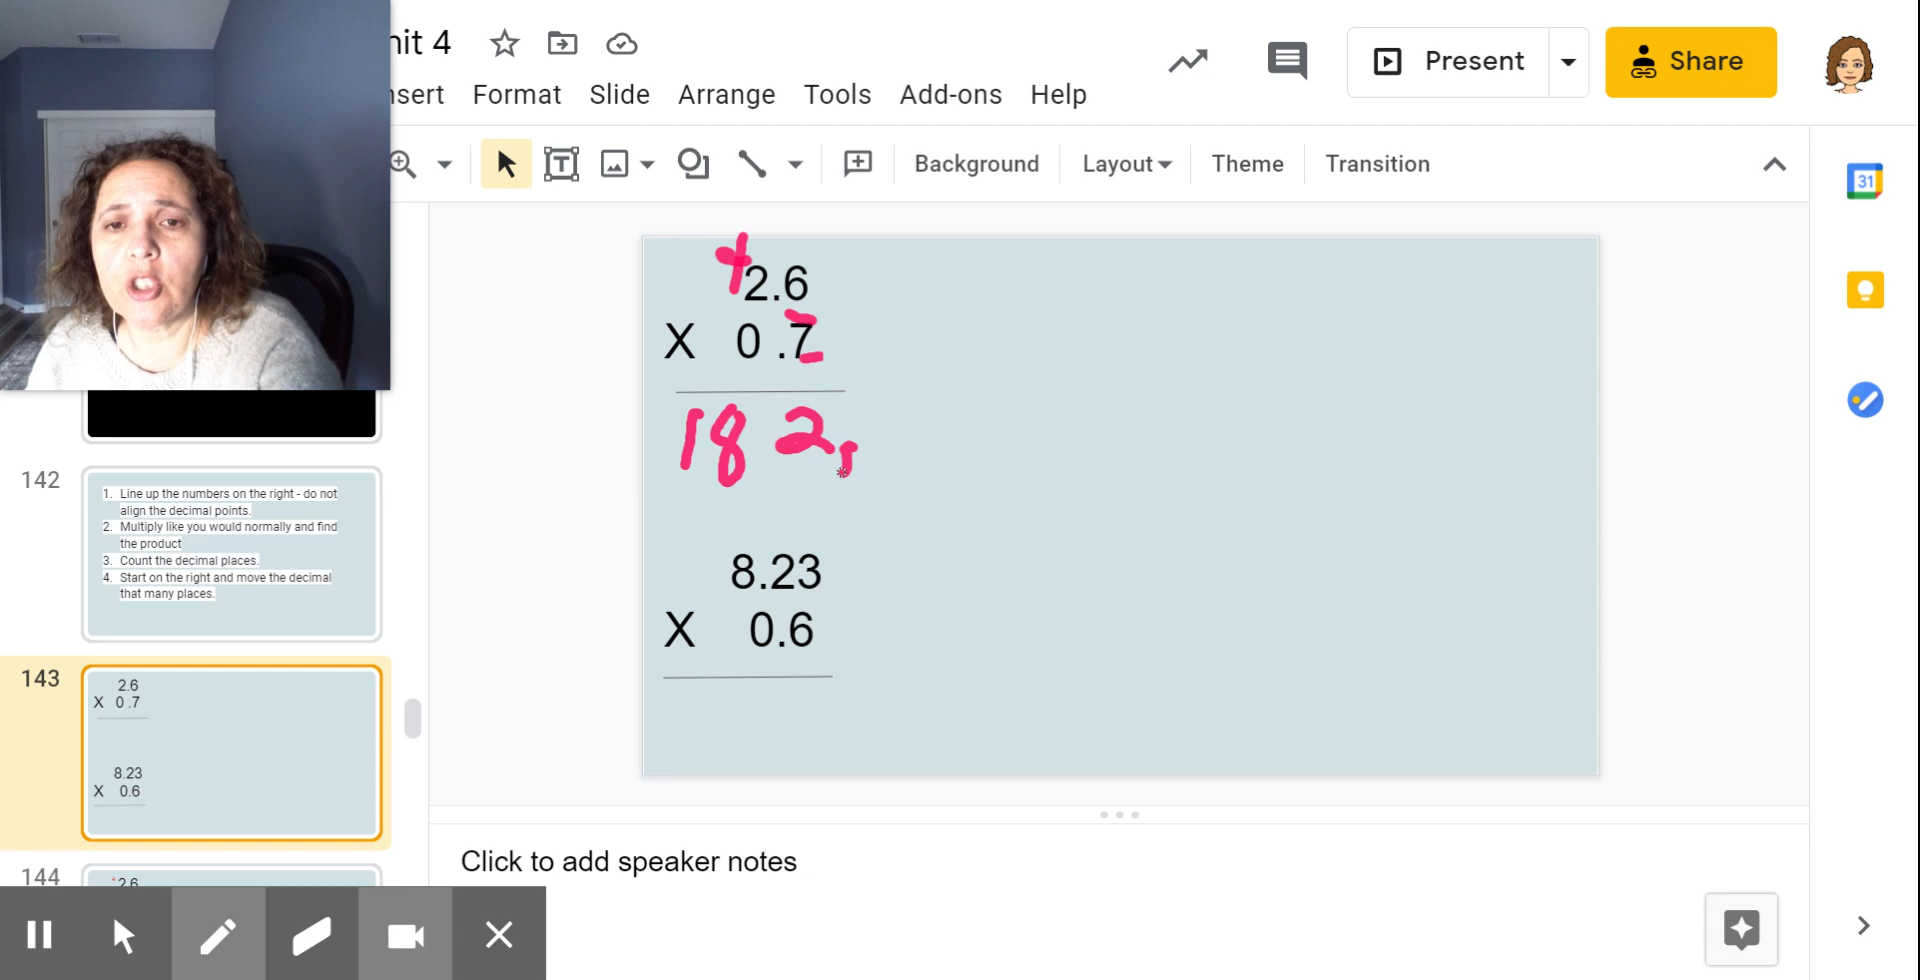 nit 4
Present
Share
nsert Format Slide Arrange Tools Add-ons Help
Background Layout Theme Transition
31
4
2.6
X 0 .7
182
8.23
X 0.6
142
1. Line up the numbers on the right - do not
align the decimal points.
2. Multiply like you would normally and find
the product
3. Count the decimal places.
4. Start on the right and move the decimal
that many places.
143
2.6
X 0 .7
8.23
X 0.6
144
2.6
Click to add speaker notes